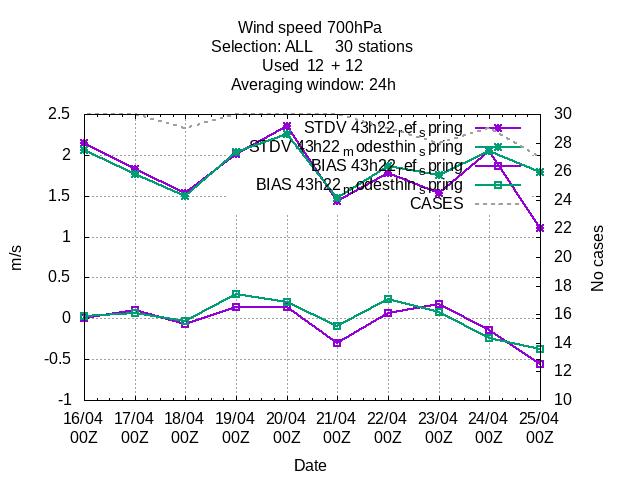 Wind speed 700hPa
Selection: ALL 30 stations
Used 12 + 12
Averaging window: 24h
2.5
2
1.5
1
0.5
0
-0.5
-1
m/s
30
28
26
24
22
20
18
16
14
12
10
No cases
STDV 43h22_ref_spring
STDV 43h22_modesthin_spring
BIAS 43h22_ref_spring
BIAS 43h22_modesthin_spring
CASES
16/04 17/04 18/04 19/04 20/04 21/04 22/04 23/04 24/04 25/04
00Z 00Z 00Z 00Z 00Z 00Z 00Z 00Z 00Z 00Z
Date